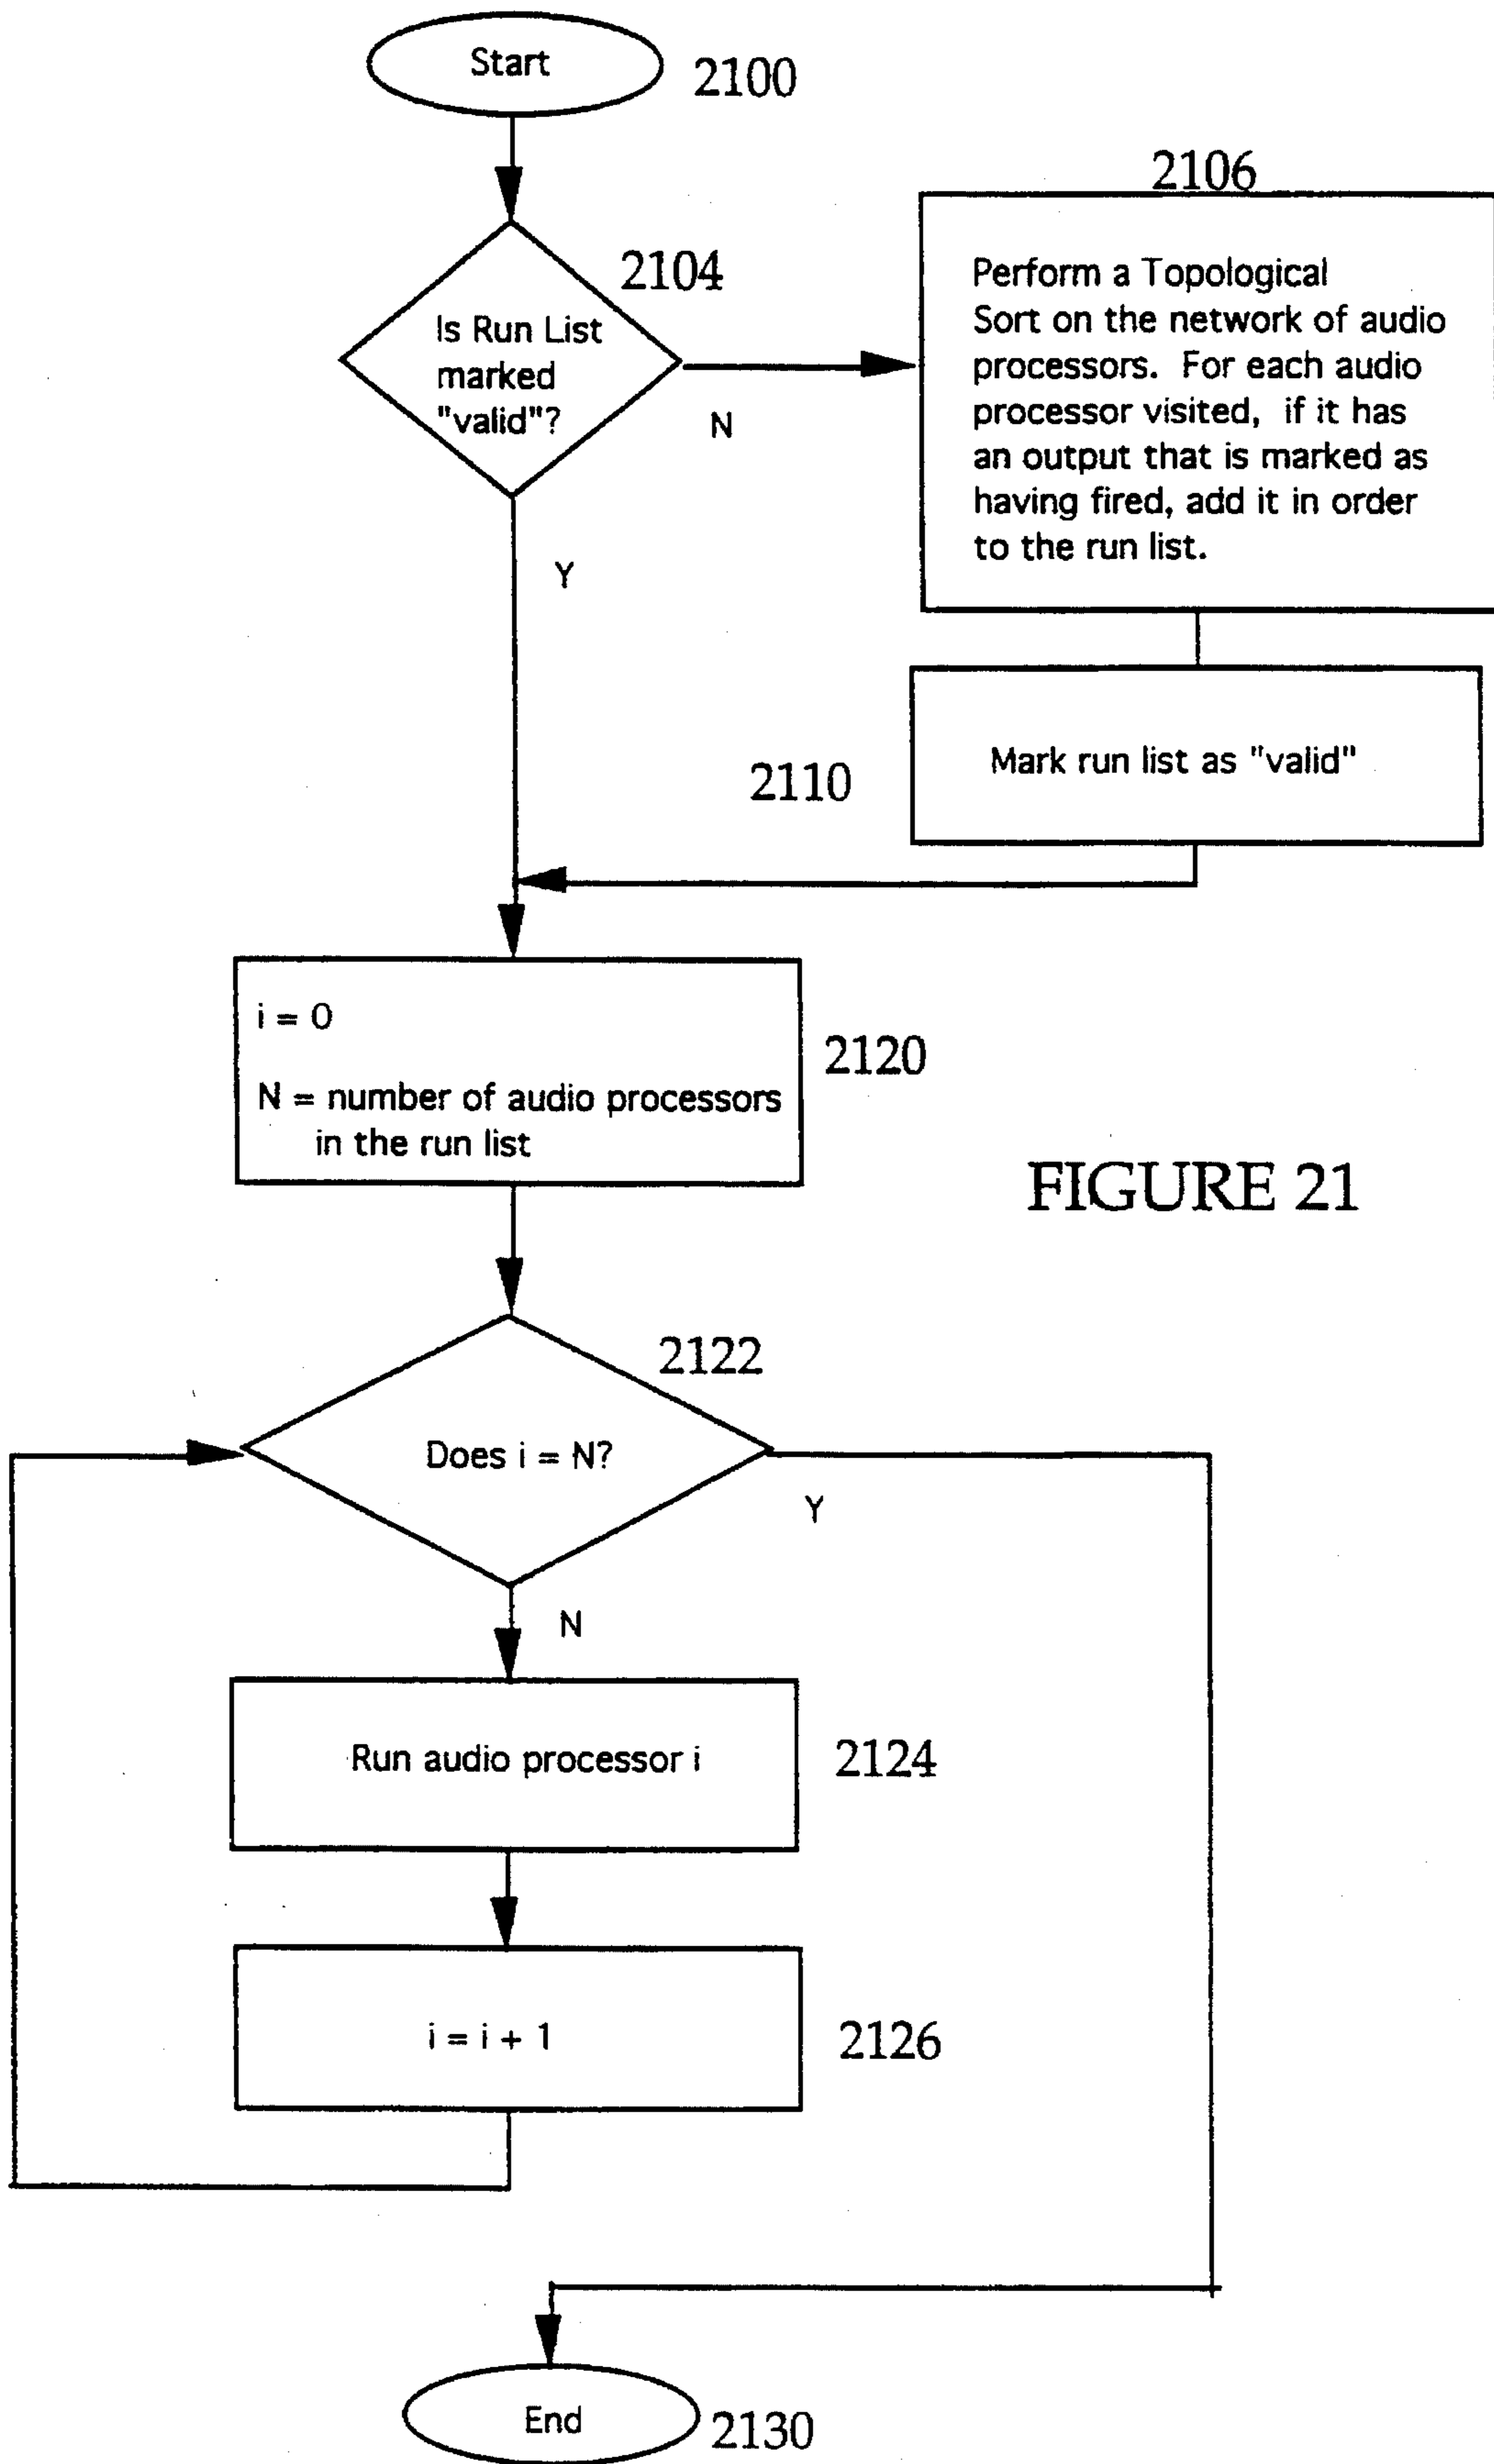 Start
2100
2106
2104
Is Run List
marked
"valid"?
N
Y
Perform a Topological
Sort on the network of audio
processors.  For each audio
processor visited,  if it has
an output that is marked as
having fired, add it in order
to the run list.
2110
Mark run list as "valid"
i = 0
N = number of audio processors
in the run list
2120
FIGURE 21
2122
Does i = N?
Y
N
Run audio processor i
2124
i = i + 1
2126
End
2130